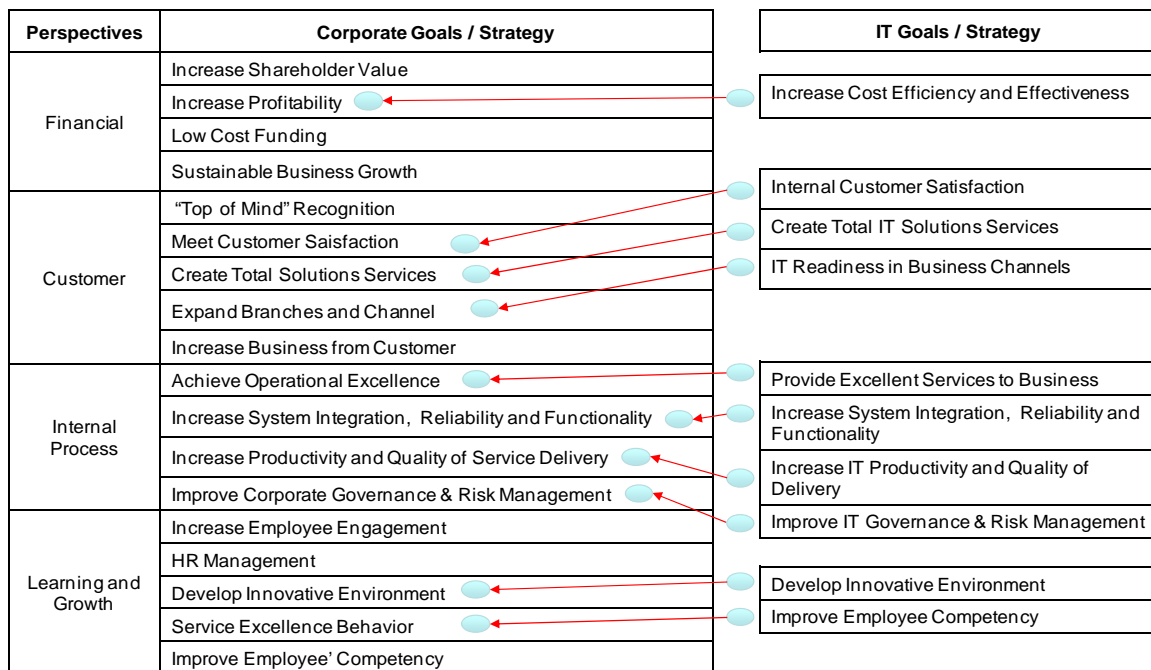 Perspectives
Corporate Goals / Strategy
IT Goals / Strategy
Financial
Increase Shareholder Value
Increase Profitability
Low Cost Funding
Sustainable Business Growth
Increase Cost Efficiency and Effectiveness
Customer
“Top of Mind” Recognition
Meet Customer Saisfaction
Create Total Solutions Services
Expand Branches and Channel
Increase Business from Customer
Internal Customer Satisfaction
Create Total IT Solutions Services
IT Readiness in Business Channels
Internal
Process
Achieve Operational Excellence
Increase System Integration, Reliability and Functionality
Increase Productivity and Quality of Service Delivery
Improve Corporate Governance & Risk Management
Provide Excellent Services to Business
Increase System Integration, Reliability and
Functionality
Increase IT Productivity and Quality of
Delivery
Improve IT Governance & Risk Management
Learning and
Growth
Increase Employee Engagement
HR Management
Develop Innovative Environment
Service Excellence Behavior
Improve Employee’ Competency
Develop Innovative Environment
Improve Employee Competency